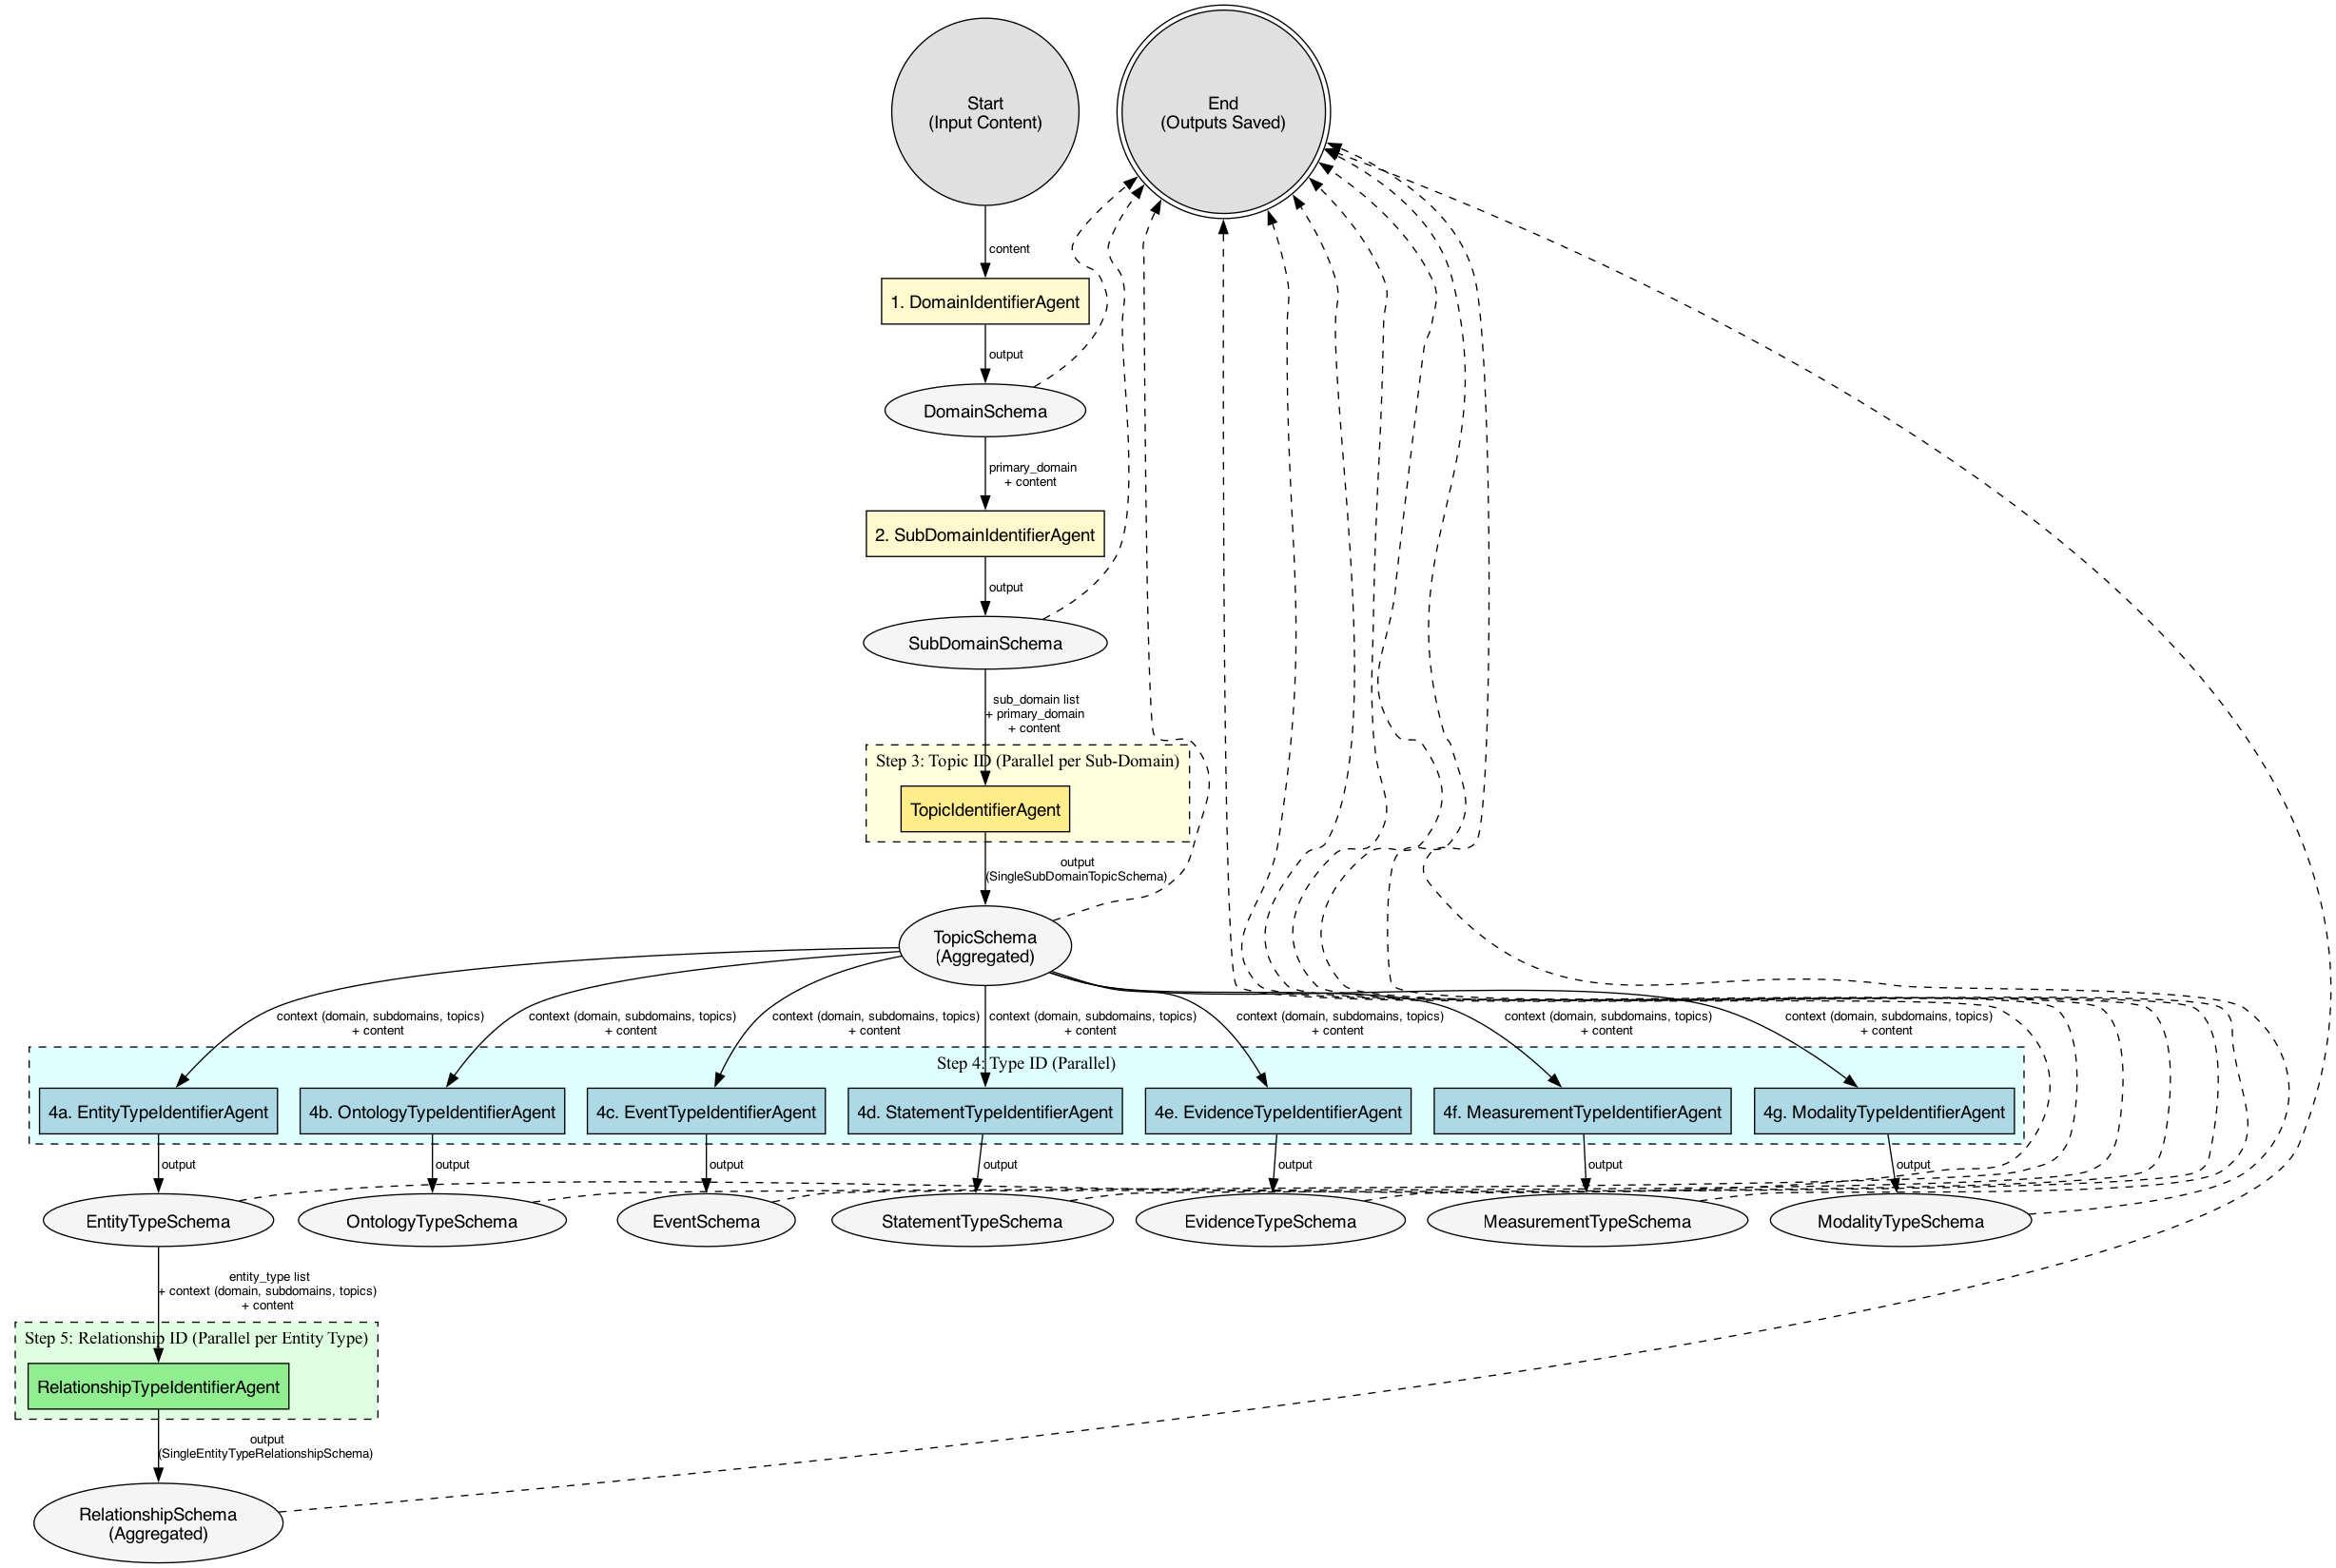 Start
(Input Content)
End
(Outputs Saved)
content
1. DomainIdentifierAgent
output
DomainSchema
primary_domain
+ content
2. SubDomainIdentifierAgent
output
SubDomainSchema
sub_domain list
+ primary_domain
+ content
Step 3: Topic ID (Parallel per Sub-Domain)
TopicIdentifierAgent
output
(SingleSubDomainTopicSchema)
TopicSchema
(Aggregated)
context (domain, subdomains, topics)
+ content
context (domain, subdomains, topics)
+ content
context (domain, subdomains, topics)
+ content
context (domain, subdomains, topics)
+ content
context (domain, subdomains, topics)
+ content
context (domain, subdomains, topics)
+ content
context (domain, subdomains, topics)
+ content
Step 4: Type ID (Parallel)
4a. EntityTypeIdentifierAgent
4b. OntologyTypeIdentifierAgent
4c. EventTypeIdentifierAgent
4d. StatementTypeIdentifierAgent
4e. EvidenceTypeIdentifierAgent
4f. MeasurementTypeIdentifierAgent
4g. ModalityTypeIdentifierAgent
output
output
output
output
output
output
output
EntityTypeSchema
OntologyTypeSchema
EventSchema
StatementTypeSchema
EvidenceTypeSchema
MeasurementTypeSchema
ModalityTypeSchema
entity_type list
+ context (domain, subdomains, topics)
+ content
Step 5: Relationship ID (Parallel per Entity Type)
RelationshipTypeIdentifierAgent
output
(SingleEntityTypeRelationshipSchema)
RelationshipSchema
(Aggregated)